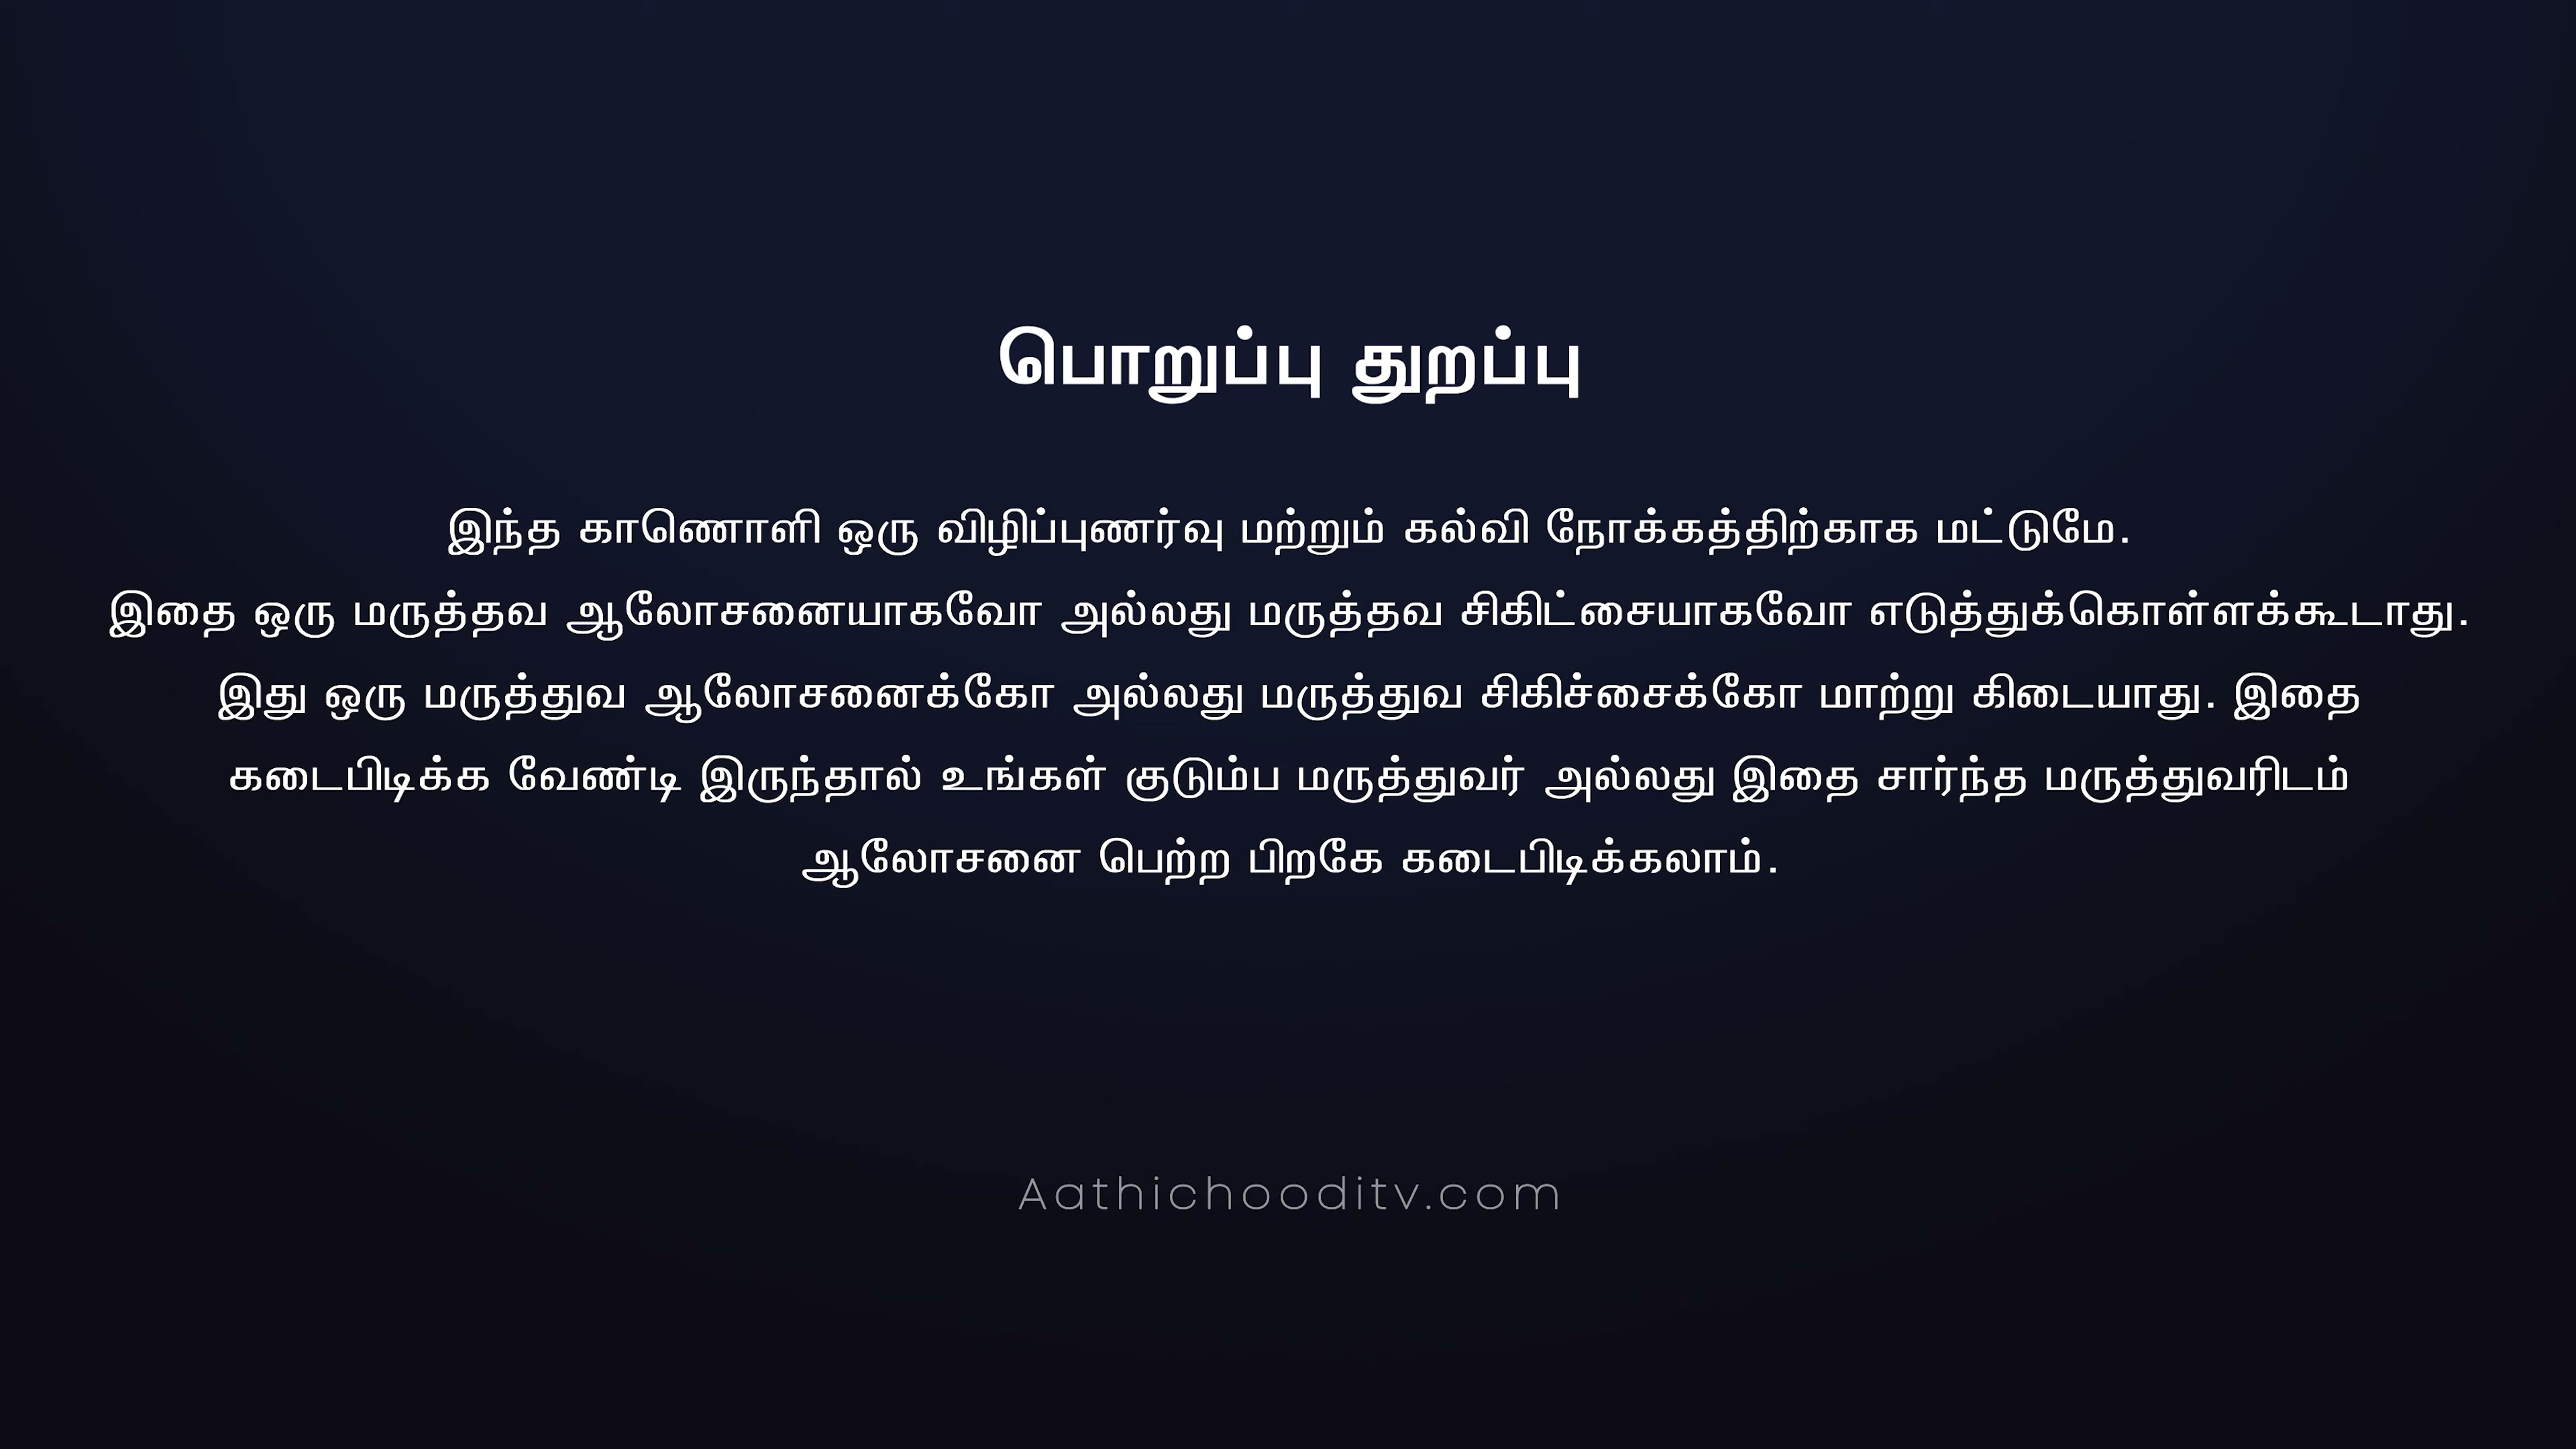 பொறுப்பு துறப்பு
இந்த காணொளி ஒரு விழிப்புணர்வு மற்றும் கல்வி நோக்கத்திற்காக மட்டுமே.
இதை ஒரு மருத்தவ ஆலோசனையாகவோ அல்லது மருத்தவ சிகிட்சையாகவோ எடுத்துக்கொள்ளக்கூடாது.
இது ஒரு மருத்துவ ஆலோசனைக்கோ அல்லது மருத்துவ சிகிச்சைக்கோ மாற்று கிடையாது. இதை
கடைபிடிக்க வேண்டி இருந்தால் உங்கள் குடும்ப மருத்துவர் அல்லது இதை சார்ந்த மருத்துவரிடம்
ஆலோசனை பெற்ற பிறகே கடைபிடிக்கலாம்.
Aathichooditv.com